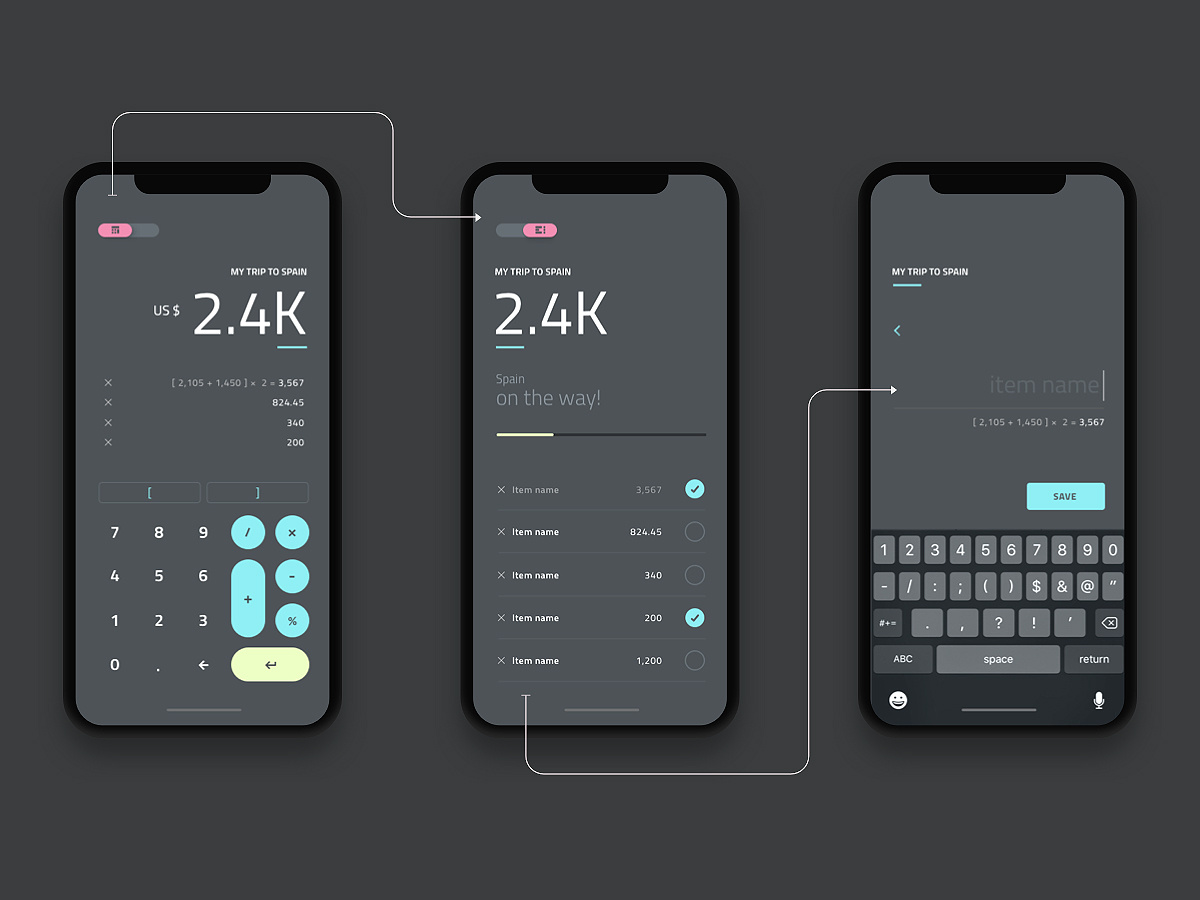 MY TRIP TO SPAIN
US $ 2.4K
[ 2,105 + 1,450 ] × 2 = 3,567
824.45
340
200
[ ]
7 8 9 / ×
4 5 6 -
+
1 2 3 %
0 . ←
MY TRIP TO SPAIN
2.4K
Spain
on the way!
Item name 3,567
Item name 824.45
Item name 340
Item name 200
Item name 1,200
MY TRIP TO SPAIN
item name
[ 2,105 + 1,450 ] × 2 = 3,567
SAVE
1 2 3 4 5 6 7 8 9 0
- / : ; ( ) $ & @ ”
#+= . , ? ! ’
ABC space return